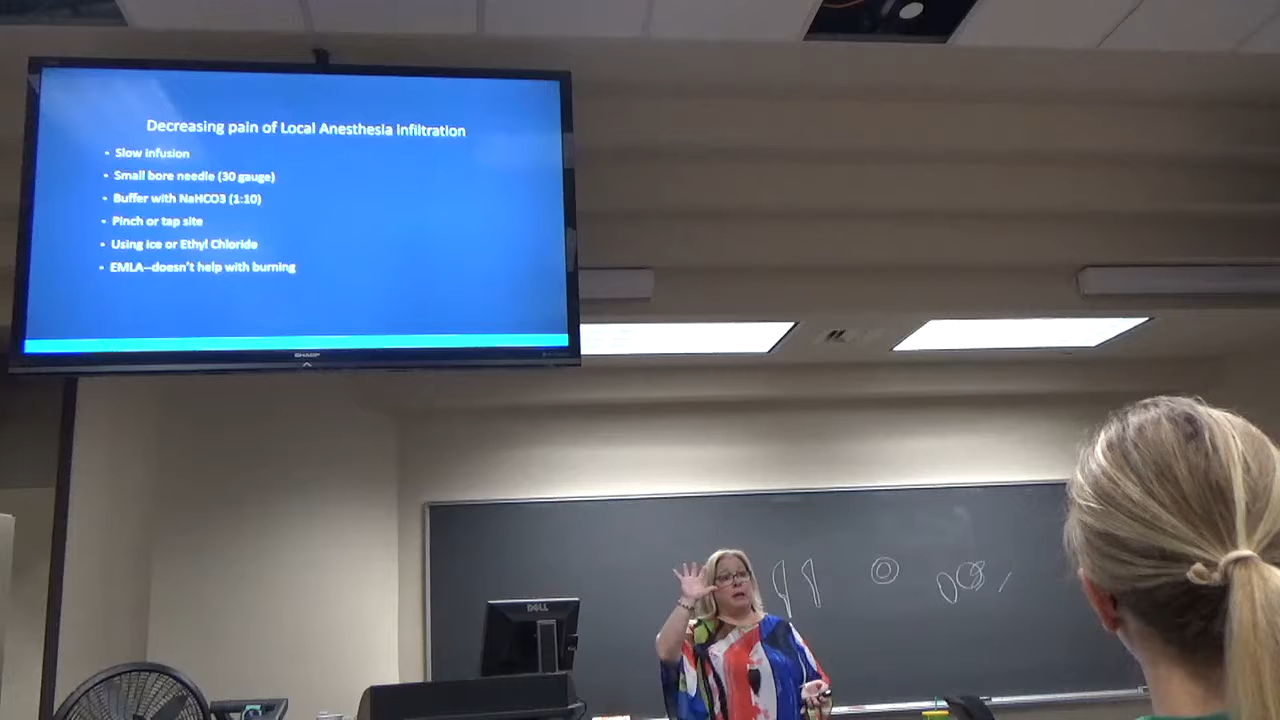 Decreasing pain of Local Anesthesia infiltration
• Slow infusion
• Small bore needle (30 gauge)
• Buffer with NaHCO3 (1:10)
• Pinch or tap site
• Using ice or Ethyl Chloride
• EMLA--doesn't help with burning
SHARP
DELL